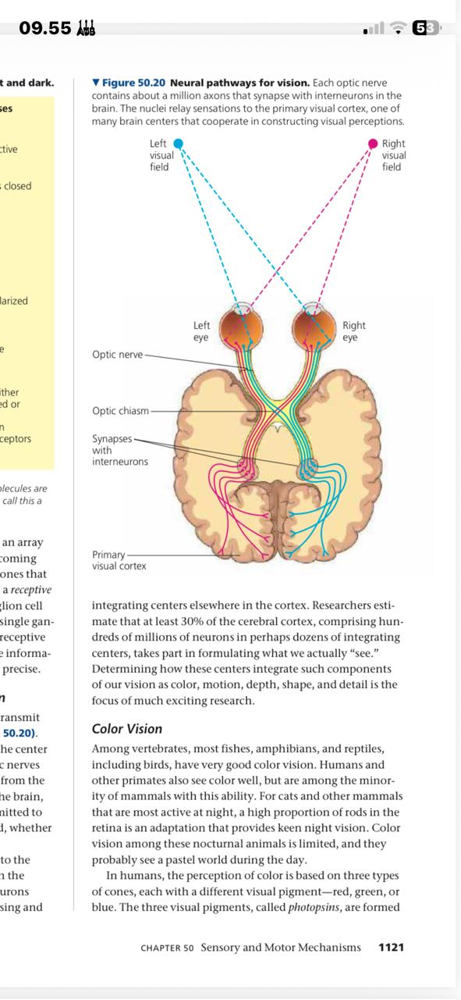 09.55
53
t and dark.
ses
ctive
s closed
larized
e
ither
ed or
n
ceptors
olecules are
call this a
an array
coming
ones that
a receptive
glion cell
single gan-
receptive
e informa-
precise.
n
ransmit
50.20).
he center
c nerves
from the
he brain,
mitted to
d, whether
to the
n the
urons
sing and
▼ Figure 50.20 Neural pathways for vision. Each optic nerve
contains about a million axons that synapse with interneurons in the
brain. The nuclei relay sensations to the primary visual cortex, one of
many brain centers that cooperate in constructing visual perceptions.
Left
visual
field
Right
visual
field
Left
eye
Right
eye
Optic nerve
Optic chiasm
Synapses
with
interneurons
Primary
visual cortex
integrating centers elsewhere in the cortex. Researchers esti-
mate that at least 30% of the cerebral cortex, comprising hun-
dreds of millions of neurons in perhaps dozens of integrating
centers, takes part in formulating what we actually “see.”
Determining how these centers integrate such components
of our vision as color, motion, depth, shape, and detail is the
focus of much exciting research.
Color Vision
Among vertebrates, most fishes, amphibians, and reptiles,
including birds, have very good color vision. Humans and
other primates also see color well, but are among the minor-
ity of mammals with this ability. For cats and other mammals
that are most active at night, a high proportion of rods in the
retina is an adaptation that provides keen night vision. Color
vision among these nocturnal animals is limited, and they
probably see a pastel world during the day.
In humans, the perception of color is based on three types
of cones, each with a different visual pigment—red, green, or
blue. The three visual pigments, called photopsins, are formed
CHAPTER 50 Sensory and Motor Mechanisms 1121